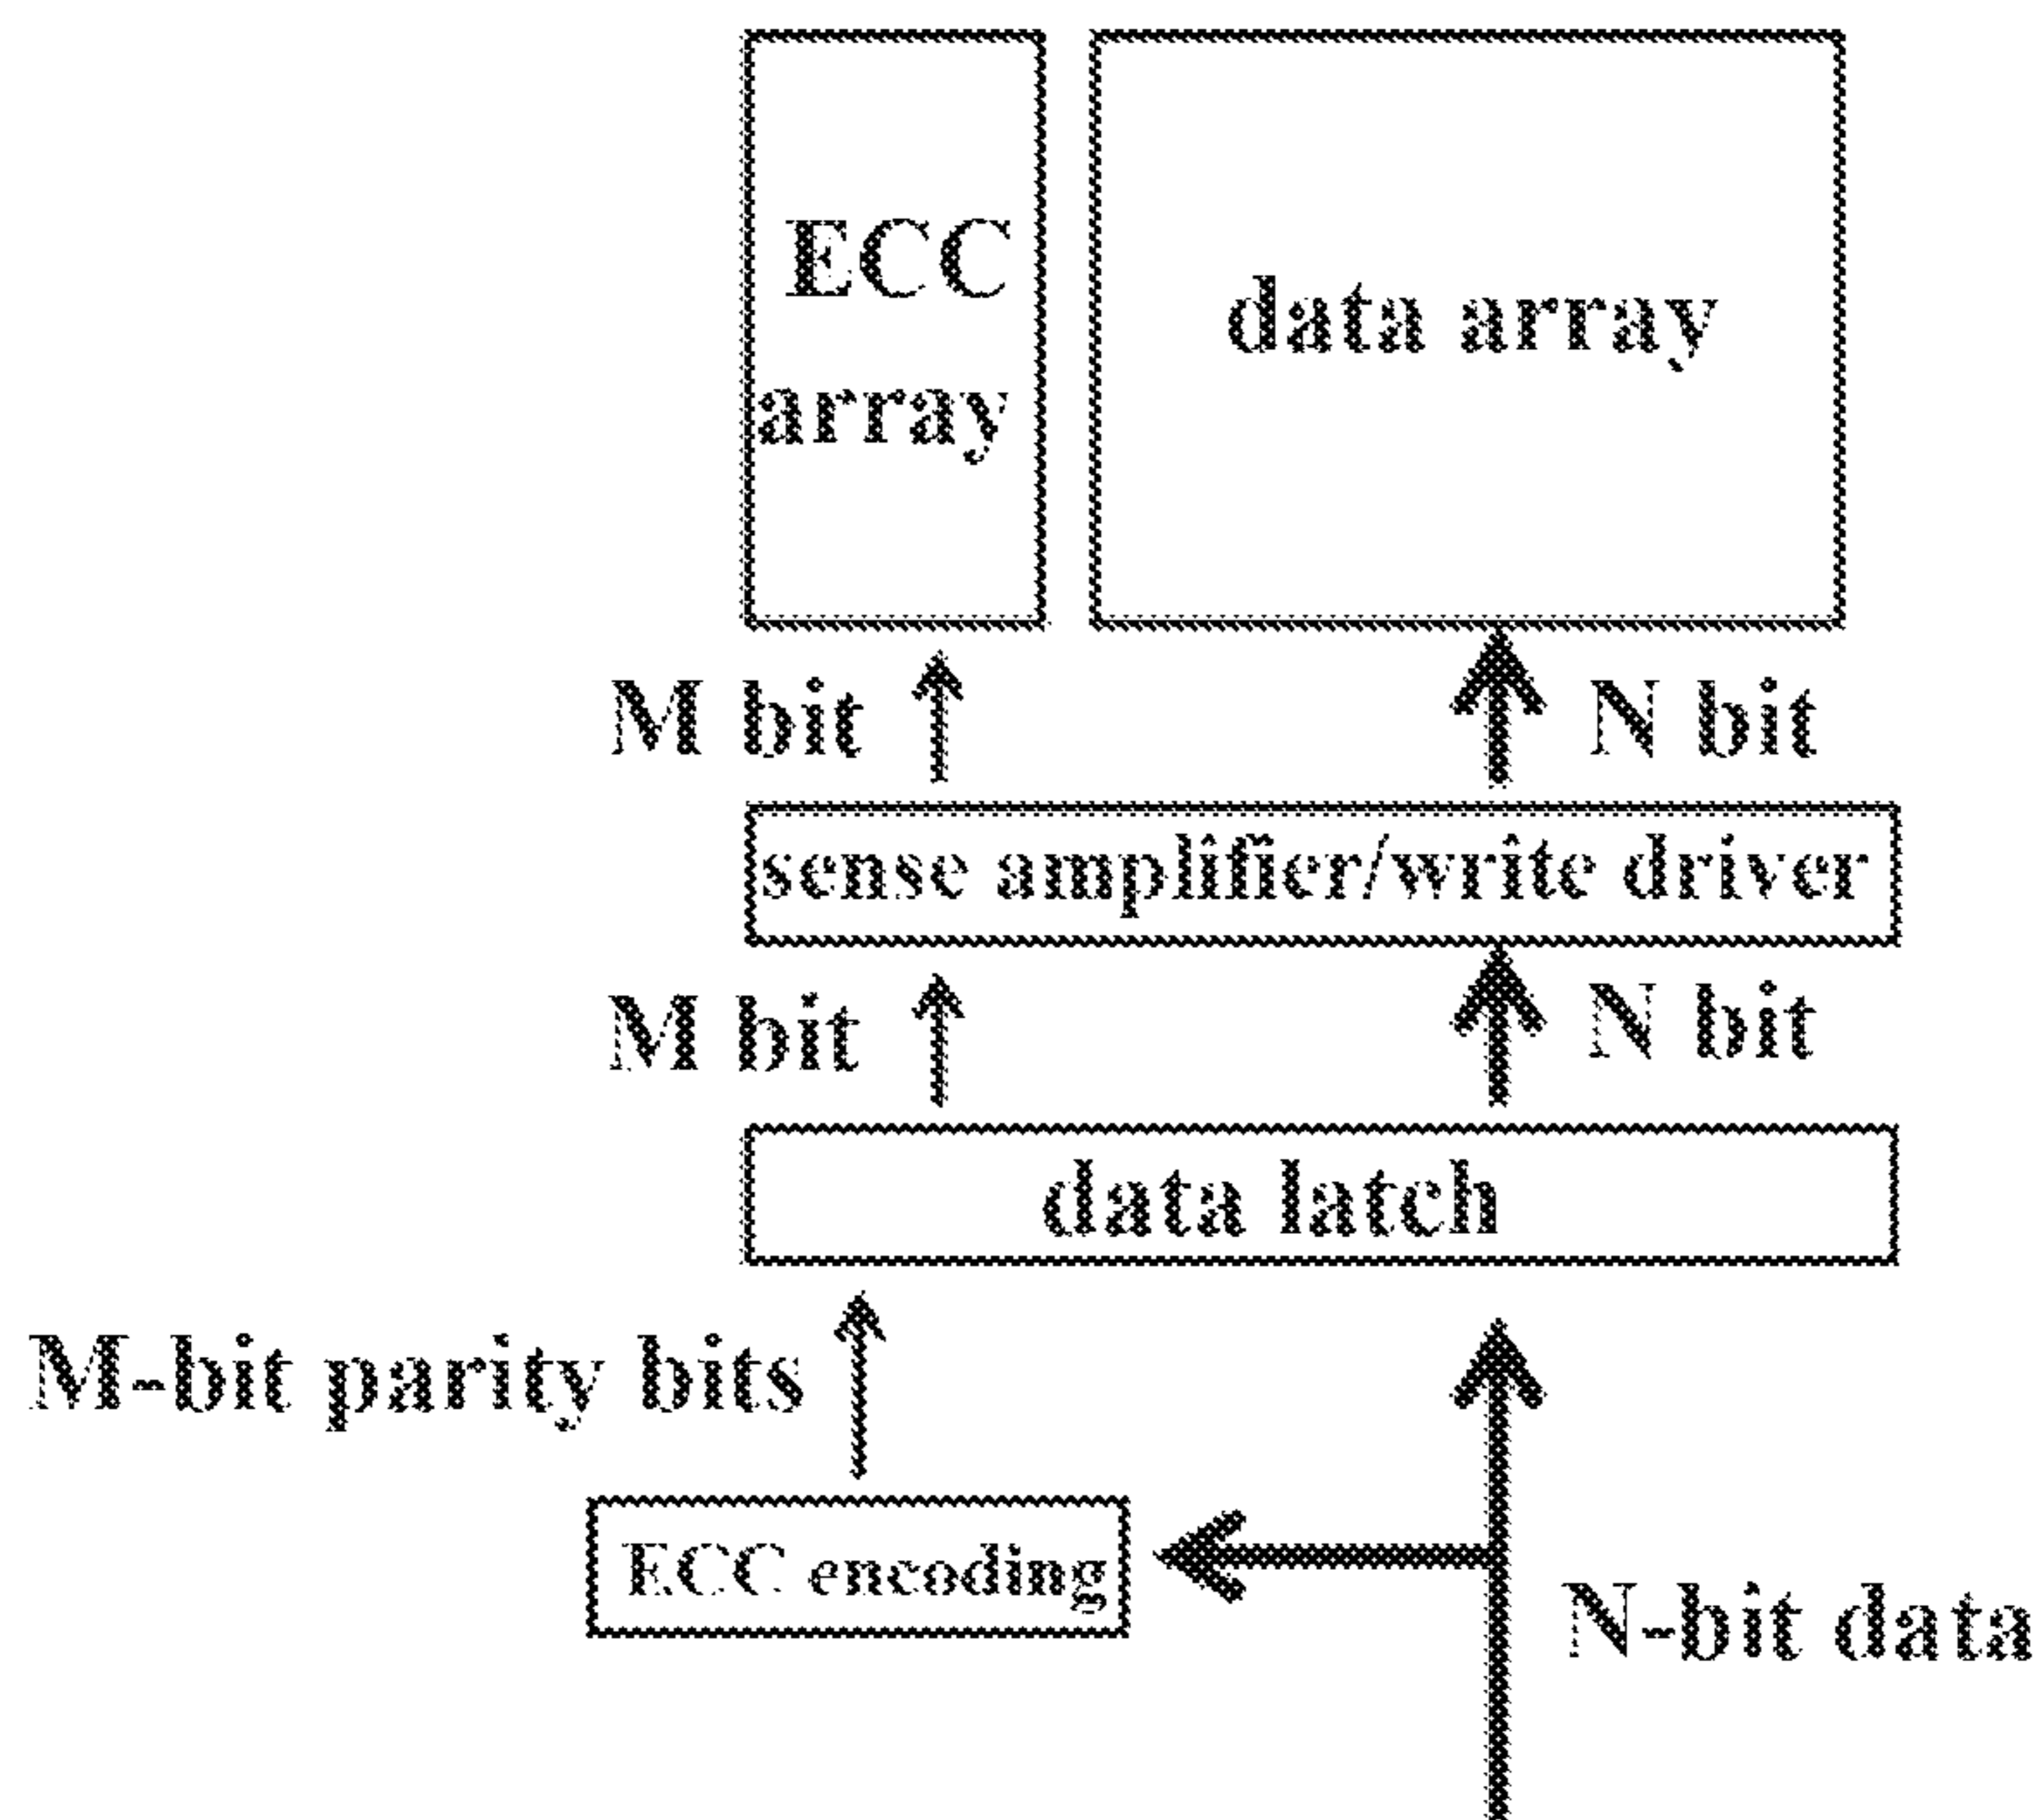 ECC
array
data array
M bit
N bit
sense amplifier/write driver
M bit
N bit
data latch
M-bit parity bits
ECC encoding
N-bit data